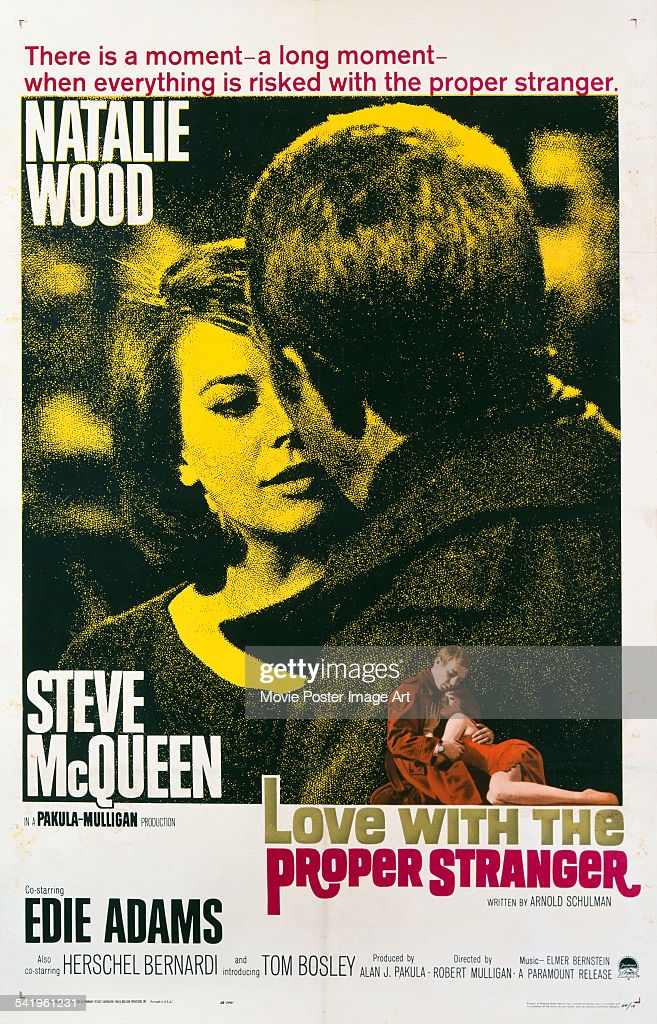 There is a moment–a long moment–
when everything is risked with the proper stranger.
NATALIE
WOOD
gettyimages®
Movie Poster Image Art
STEVE
McQUEEN
IN A PAKULA-MULLIGAN PRODUCTION
LOVE WITH THE
PROPER STRANGER
WRITTEN BY ARNOLD SCHULMAN
Co-starring
EDIE ADAMS
Also co-starring HERSCHEL BERNARDI and introducing TOM BOSLEY
Produced by ALAN J. PAKULA · Directed by ROBERT MULLIGAN · Music– ELMER BERNSTEIN
A PARAMOUNT RELEASE
541961231